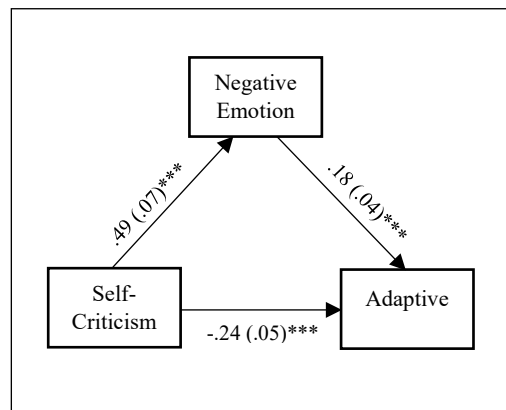 Negative
Emotion
.49 (.07)***
.18 (.04)***
Self-
Criticism
Adaptive
-.24 (.05)***